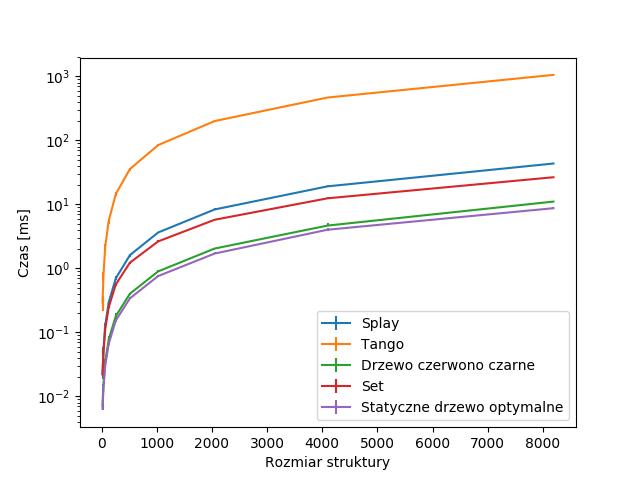 10³
10²
10¹
10⁰
10⁻¹
10⁻²
Czas [ms]
0 1000 2000 3000 4000 5000 6000 7000 8000
Rozmiar struktury
Splay
Tango
Drzewo czerwono czarne
Set
Statyczne drzewo optymalne